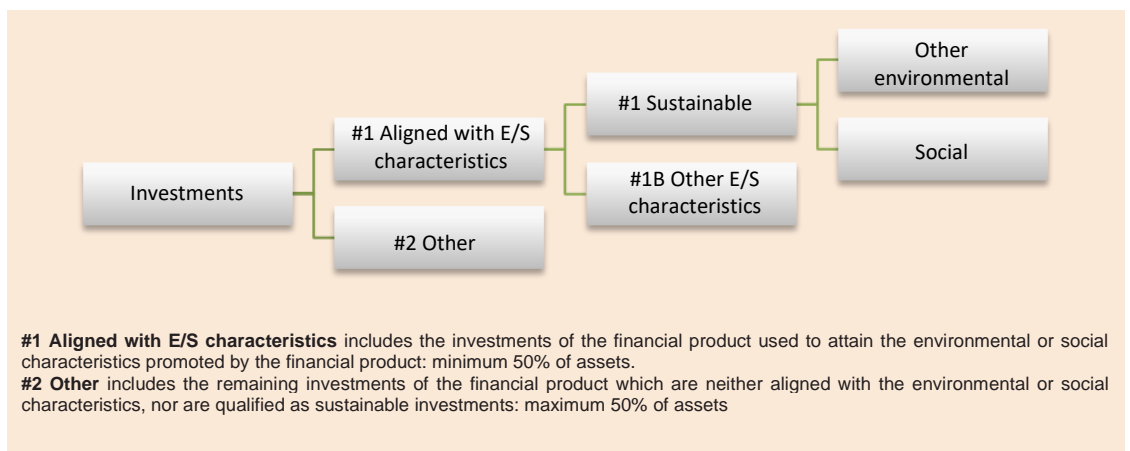 Other
environmental
#1 Sustainable
#1 Aligned with E/S
characteristics
Social
Investments
#1B Other E/S
characteristics
#2 Other
#1 Aligned with E/S characteristics includes the investments of the financial product used to attain the environmental or social
characteristics promoted by the financial product: minimum 50% of assets.
#2 Other includes the remaining investments of the financial product which are neither aligned with the environmental or social
characteristics, nor are qualified as sustainable investments: maximum 50% of assets